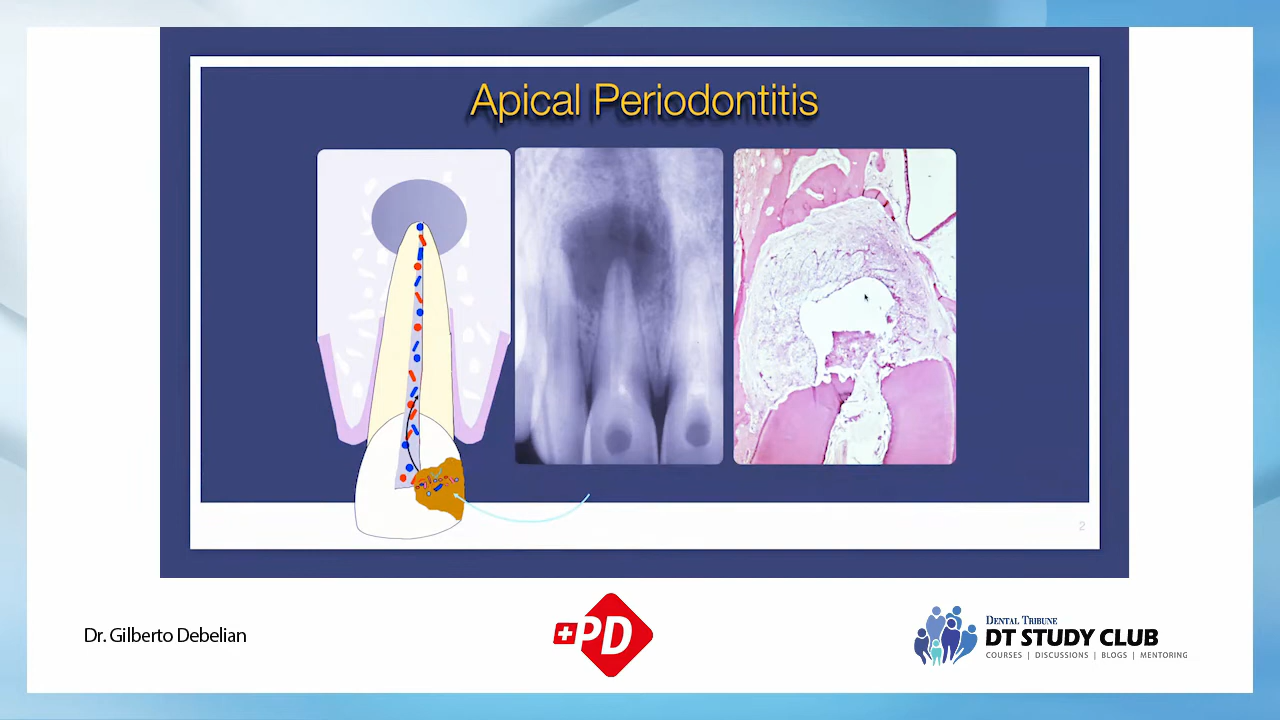 Apical Periodontitis
2
Dr. Gilberto Debelian
+PD
DENTAL TRIBUNE
DT STUDY CLUB
COURSES | DISCUSSIONS | BLOGS | MENTORING